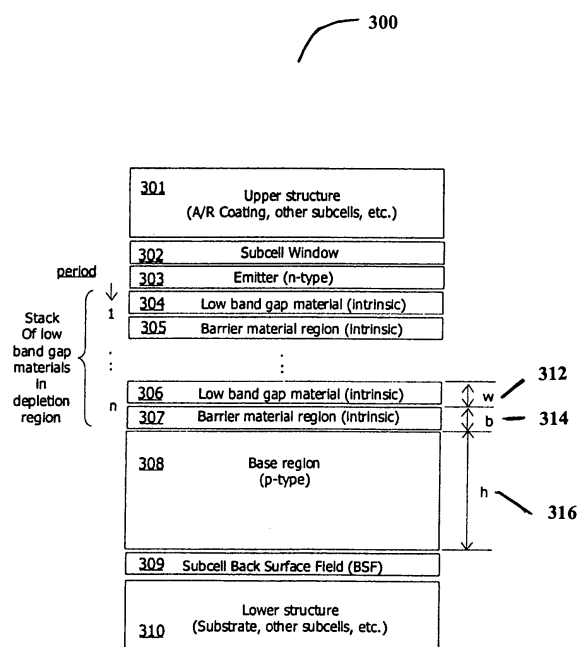 300
301
Upper structure
(A/R Coating, other subcells, etc.)
302 Subcell Window
period
303 Emitter (n-type)
304 Low band gap material (intrinsic)
1
305 Barrier material region (intrinsic)
Stack
Of low
band gap
materials
in
depletion
region
306 Low band gap material (intrinsic)
w
312
n
307 Barrier material region (intrinsic)
b
314
308
Base region
(p-type)
h
316
309 Subcell Back Surface Field (BSF)
Lower structure
310 (Substrate, other subcells, etc.)